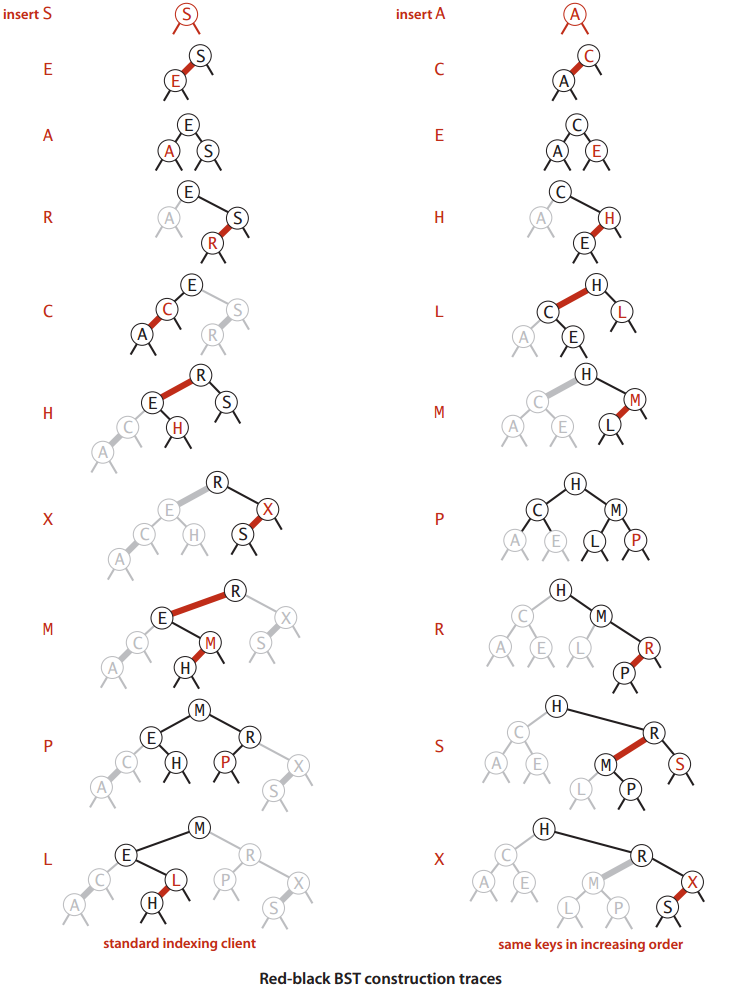 insert S
S
E
S
E
A
E
A S
R
E
A S
R
C
E
C S
A R
H
R
E S
C H
A
X
R
E X
C H S
A
M
R
E X
C M S
A H
P
M
E R
C H P X
A S
L
M
E R
C L P X
A H S
standard indexing client
insert A
A
C
C
A
E
C
A E
H
C
A H
E
L
H
C L
A E
M
H
C M
A E L
P
H
C M
A E L P
R
H
C M
A E L R
P
S
H
C R
A E M S
L P
X
H
C R
A E M X
L P S
same keys in increasing order
Red-black BST construction traces